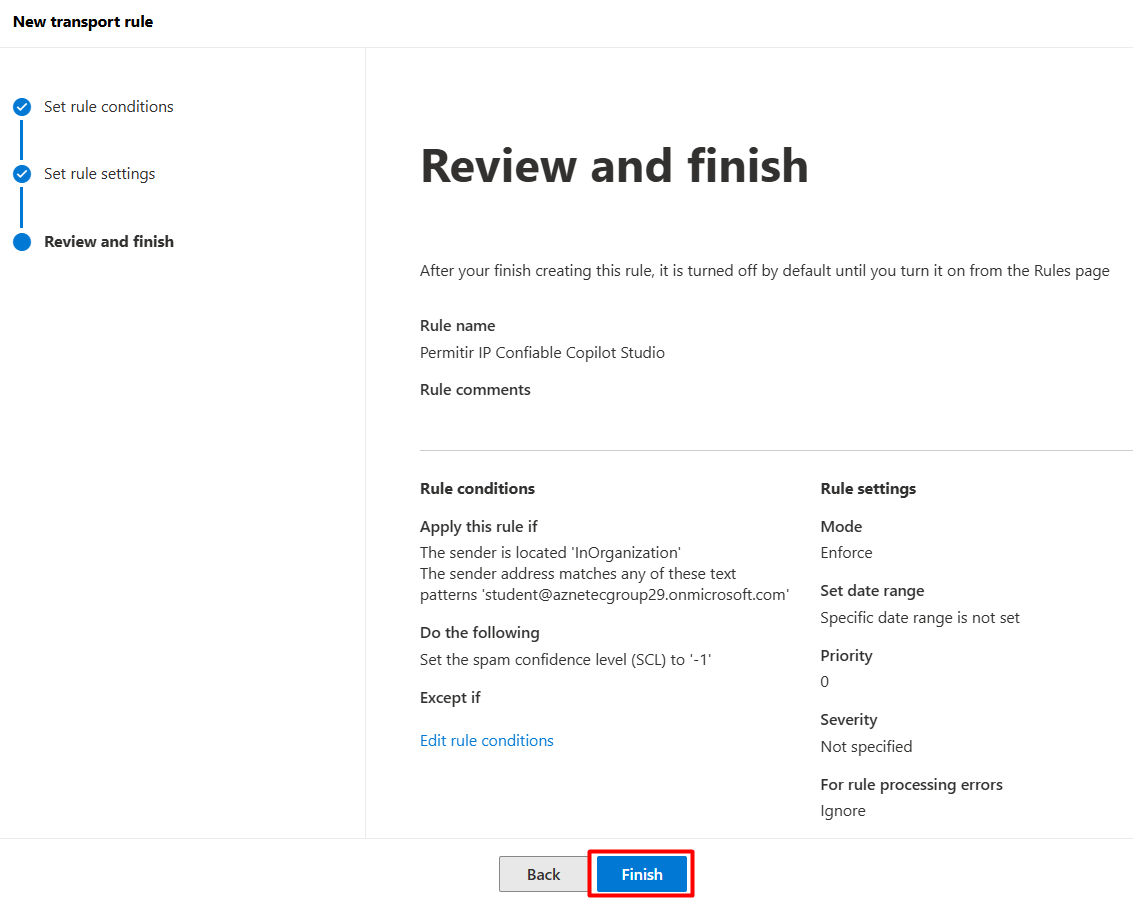 New transport rule
Set rule conditions
Set rule settings
Review and finish
Review and finish
After your finish creating this rule, it is turned off by default until you turn it on from the Rules page
Rule name
Permitir IP Confiable Copilot Studio
Rule comments
Rule conditions
Apply this rule if
The sender is located 'InOrganization'
The sender address matches any of these text
patterns 'student@aznetecgroup29.onmicrosoft.com'
Do the following
Set the spam confidence level (SCL) to '-1'
Except if
Edit rule conditions
Rule settings
Mode
Enforce
Set date range
Specific date range is not set
Priority
0
Severity
Not specified
For rule processing errors
Ignore
Back
Finish